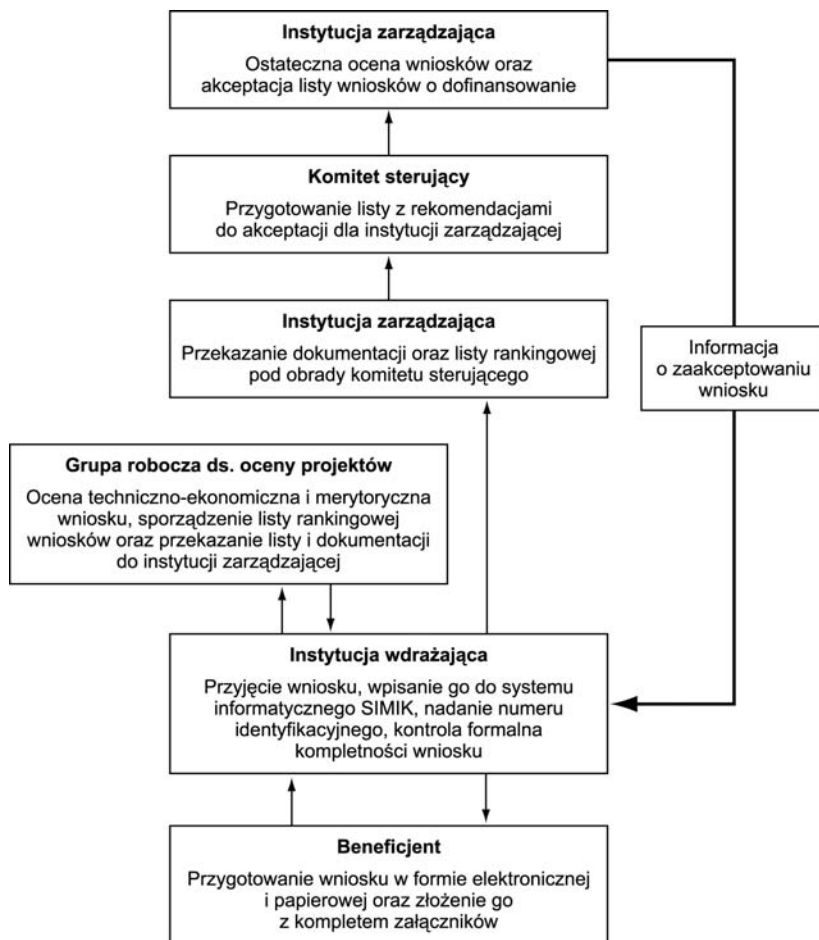 Instytucja zarządzająca
Ostateczna ocena wniosków oraz
akceptacja listy wniosków o dofinansowanie
Komitet sterujący
Przygotowanie listy z rekomendacjami
do akceptacji dla instytucji zarządzającej
Instytucja zarządzająca
Przekazanie dokumentacji oraz listy rankingowej
pod obrady komitetu sterującego
Informacja
o zaakceptowaniu
wniosku
Grupa robocza ds. oceny projektów
Ocena techniczno-ekonomiczna i merytoryczna
wniosku, sporządzenie listy rankingowej
wniosków oraz przekazanie listy i dokumentacji
do instytucji zarządzającej
Instytucja wdrażająca
Przyjęcie wniosku, wpisanie go do systemu
informatycznego SIMIK, nadanie numeru
identyfikacyjnego, kontrola formalna
kompletności wniosku
Beneficjent
Przygotowanie wniosku w formie elektronicznej
i papierowej oraz złożenie go
z kompletem załączników